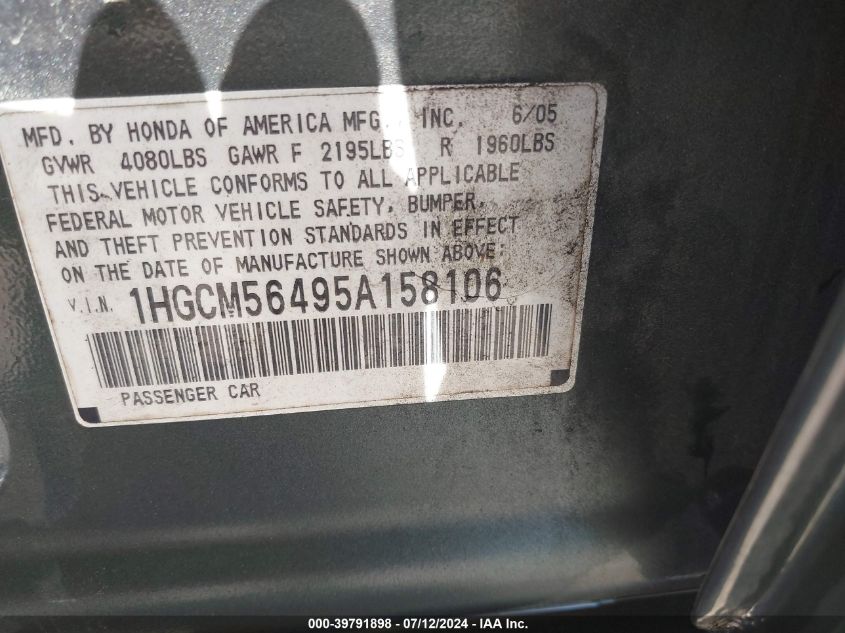 MFD. BY HONDA OF AMERICA MFG., INC. 6/05
GVWR 4080LBS GAWR F 2195LBS R 1960LBS
THIS VEHICLE CONFORMS TO ALL APPLICABLE
FEDERAL MOTOR VEHICLE SAFETY, BUMPER,
AND THEFT PREVENTION STANDARDS IN EFFECT
ON THE DATE OF MANUFACTURE SHOWN ABOVE:
V.I.N. 1HGCM56495A158106
PASSENGER CAR
000-39791898 - 07/12/2024 - IAA Inc.